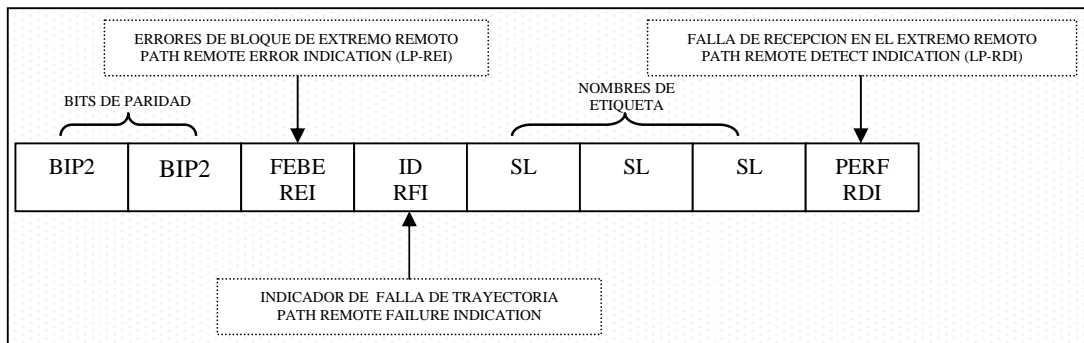 ERRORES DE BLOQUE DE EXTREMO REMOTO
PATH REMOTE ERROR INDICATION (LP-REI)
FALLA DE RECEPCION EN EL EXTREMO REMOTO
PATH REMOTE DETECT INDICATION (LP-RDI)
BITS DE PARIDAD
NOMBRES DE
ETIQUETA
BIP2 BIP2 FEBE ID SL SL SL PERF
REI RFI RDI
INDICADOR DE FALLA DE TRAYECTORIA
PATH REMOTE FAILURE INDICATION